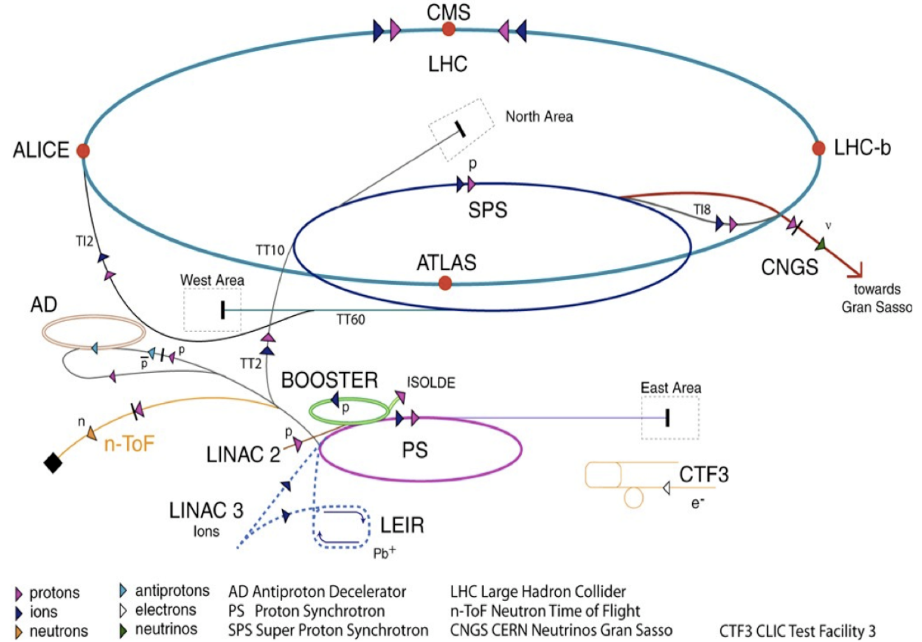 CMS
LHC
North Area
ALICE
LHC-b
p
SPS
TI8
ν
TT10
TI2
ATLAS
CNGS
West Area
towards
Gran Sasso
AD
TT60
p
p̅
TT2
BOOSTER
ISOLDE
East Area
p
n
n-ToF
p
LINAC 2
PS
CTF3
e-
LINAC 3
Ions
LEIR
Pb+
protons
ions
neutrons
antiprotons
electrons
neutrinos
AD Antiproton Decelerator
PS Proton Synchrotron
SPS Super Proton Synchrotron
LHC Large Hadron Collider
n-ToF Neutron Time of Flight
CNGS CERN Neutrinos Gran Sasso
CTF3 CLIC Test Facility 3